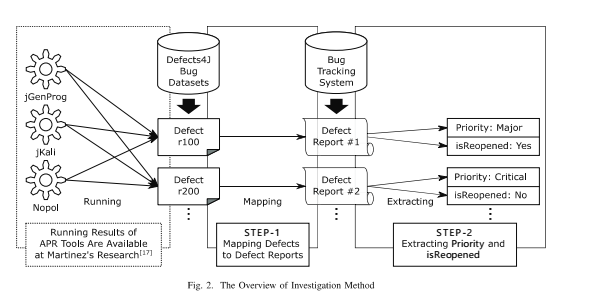 Defects4J
Bug
Datasets
Bug
Tracking
System
jGenProg
jKali
Nopol
Running
Defect
r100
Defect
r200
Mapping
Defect
Report #1
Defect
Report #2
Extracting
Priority: Major
isReopened: Yes
Priority: Critical
isReopened: No
Running Results of
APR Tools Are Available
at Martinez's Research[17]
STEP-1
Mapping Defects
to Defect Reports
STEP-2
Extracting Priority and
isReopened
Fig. 2. The Overview of Investigation Method